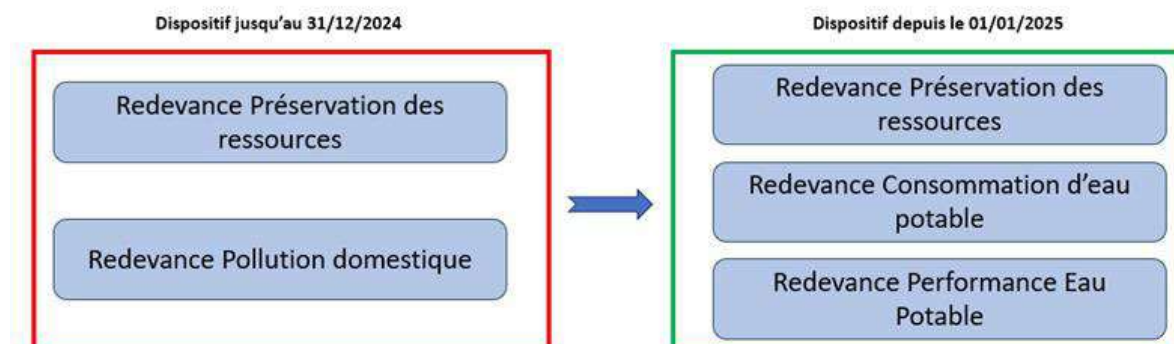 Dispositif jusqu'au 31/12/2024
Redevance Préservation des
ressources
Redevance Pollution domestique
Dispositif depuis le 01/01/2025
Redevance Préservation des
ressources
Redevance Consommation d'eau
potable
Redevance Performance Eau
Potable